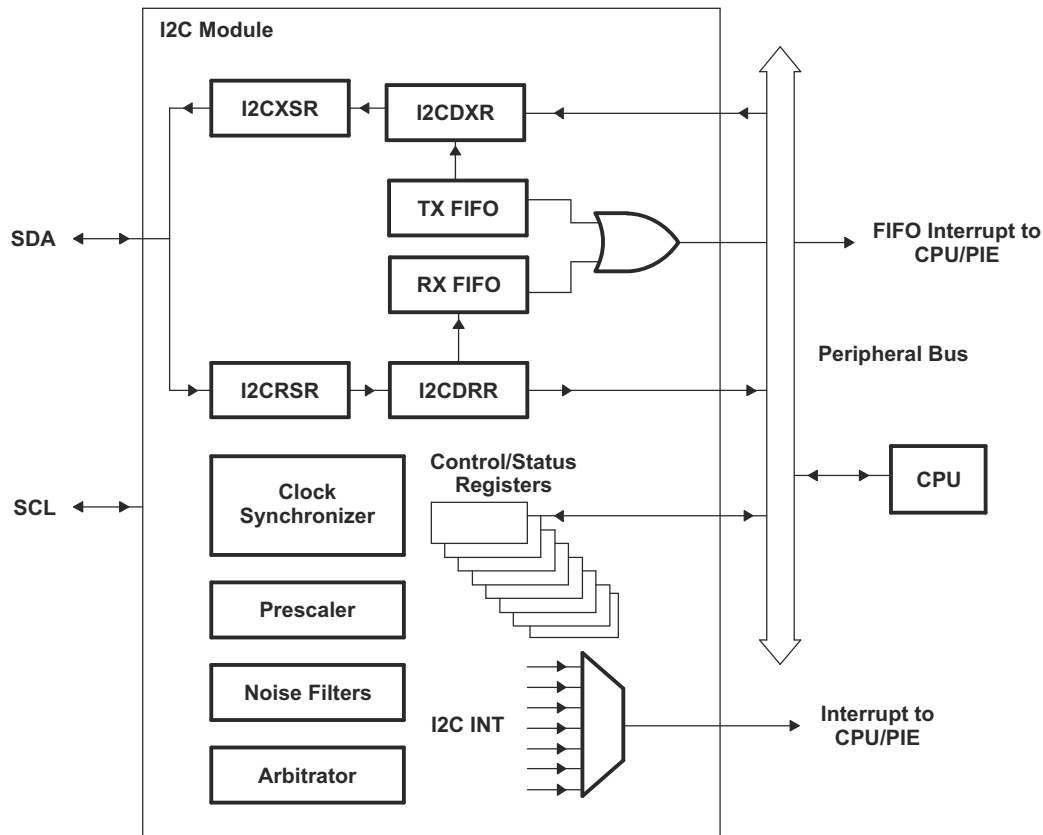 I2C Module
I2CXSR
I2CDXR
TX FIFO
SDA
FIFO Interrupt to
CPU/PIE
RX FIFO
Peripheral Bus
I2CRSR
I2CDRR
Control/Status
Registers
CPU
Clock
Synchronizer
SCL
Prescaler
Noise Filters
I2C INT
Interrupt to
CPU/PIE
Arbitrator